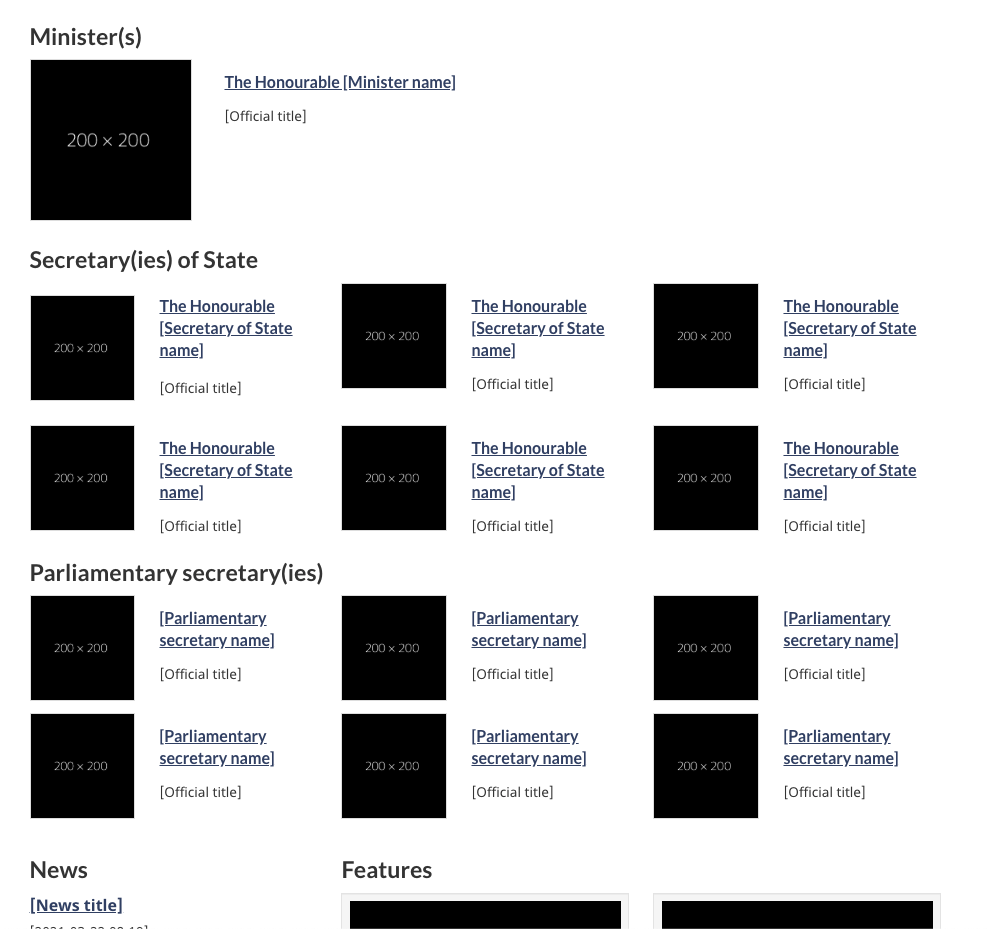 Minister(s)
200 × 200
The Honourable [Minister name]
[Official title]
Secretary(ies) of State
200 × 200
The Honourable
[Secretary of State
name]
[Official title]
200 × 200
The Honourable
[Secretary of State
name]
[Official title]
200 × 200
The Honourable
[Secretary of State
name]
[Official title]
200 × 200
The Honourable
[Secretary of State
name]
[Official title]
200 × 200
The Honourable
[Secretary of State
name]
[Official title]
200 × 200
The Honourable
[Secretary of State
name]
[Official title]
Parliamentary secretary(ies)
200 × 200
[Parliamentary
secretary name]
[Official title]
200 × 200
[Parliamentary
secretary name]
[Official title]
200 × 200
[Parliamentary
secretary name]
[Official title]
200 × 200
[Parliamentary
secretary name]
[Official title]
200 × 200
[Parliamentary
secretary name]
[Official title]
200 × 200
[Parliamentary
secretary name]
[Official title]
News
[News title]
Features